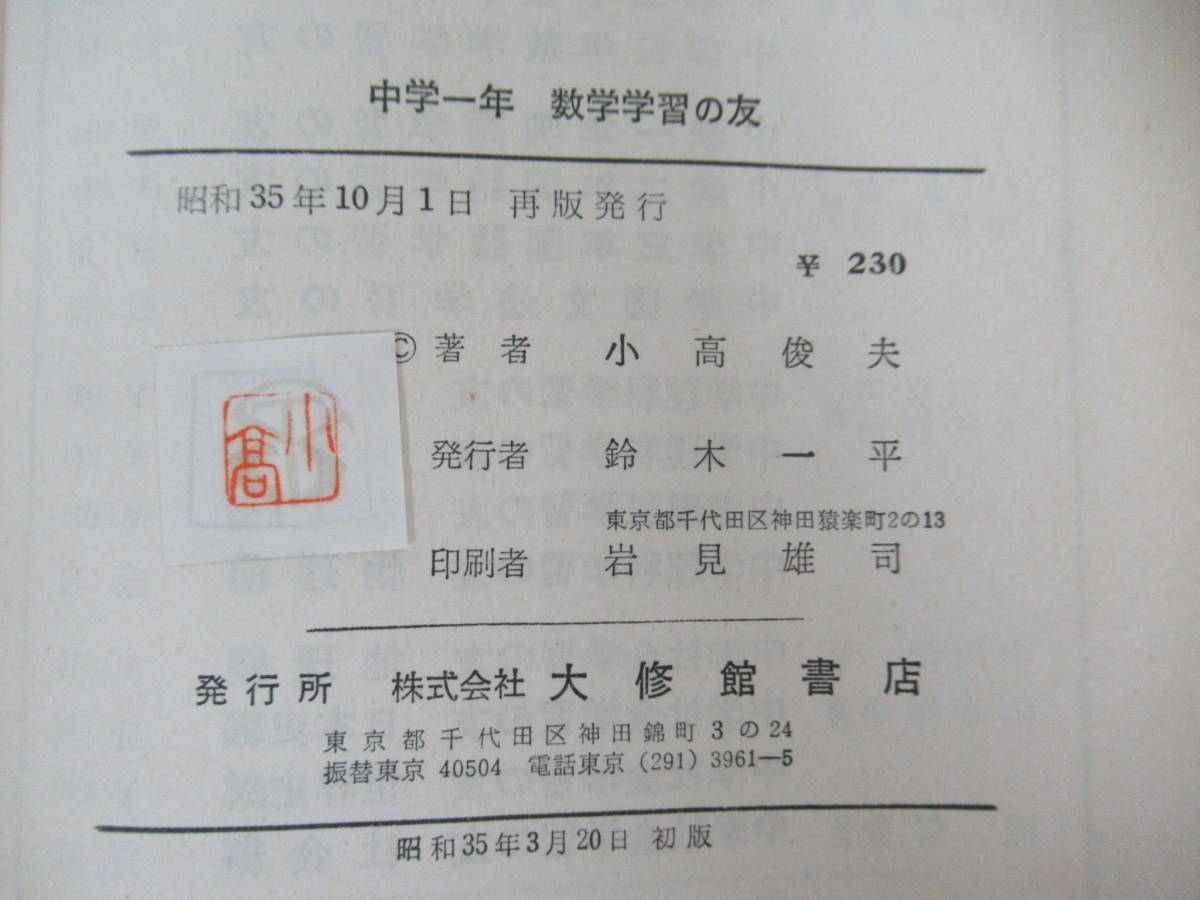 中学一年 数学学習の友
昭和35年10月1日 再版発行
¥ 230
© 著者 小高俊夫
小高
発行者 鈴木一平
東京都千代田区神田猿楽町2の13
印刷者 岩見雄司
発行所 株式会社 大修館書店
東京都千代田区神田錦町3の24
振替東京 40504 電話東京(291)3961—5
昭和35年3月20日 初版